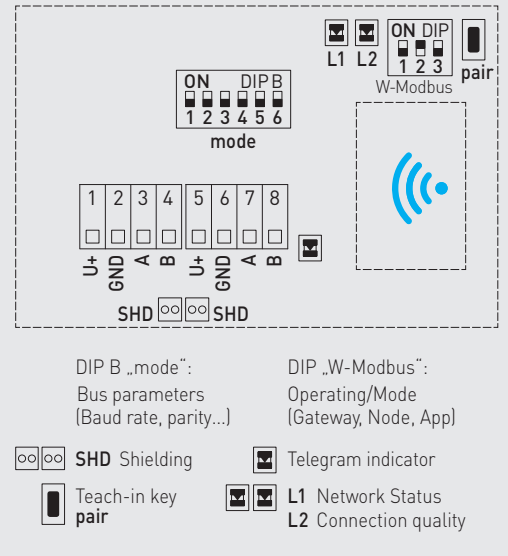 ON DIP
1 2 3
L1 L2
pair
W-Modbus
ON DIP B
1 2 3 4 5 6
mode
1 2 3 4 5 6 7 8
U+ GND A B U+ GND A B
SHD SHD
DIP B „mode“:
Bus parameters
(Baud rate, parity...)
DIP „W-Modbus“:
Operating/Mode
(Gateway, Node, App)
SHD Shielding
Telegram indicator
Teach-in key
pair
L1 Network Status
L2 Connection quality